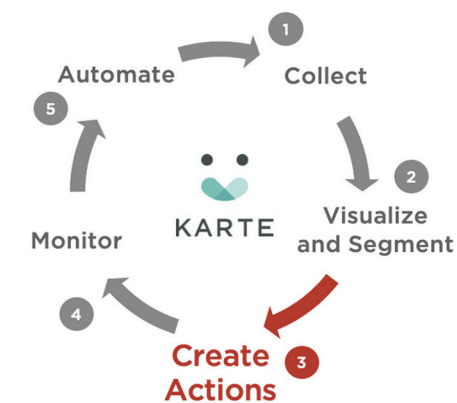 1
Collect
2
Visualize
and Segment
3
Create
Actions
4
Monitor
5
Automate
KARTE